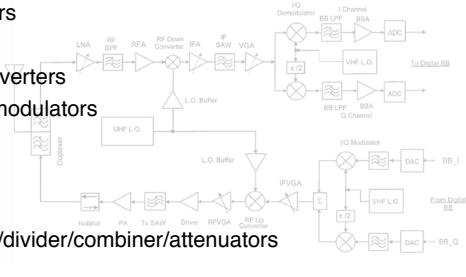 rs
I/Q
Demodulator
I Channel
BB LPF
BBA
ADC
LNA
RF
BPF
RFA
RF Down
Converter
IFA
IF
SAW
VGA
π /2
VHF L.O.
To Digital BB
verters
modulators
BB LPF
BBA
ADC
Q Channel
L.O. Buffer
UHF L.O.
Duplexer
L.O. Buffer
I/Q Modulator
DAC
BB_I
IFVGA
Σ
VHF L.O.
From Digital
BB
π /2
Isolator
PA
Tx SAW
Driver
RFVGA
RF Up
Converter
DAC
BB_Q
/divider/combiner/attenuators